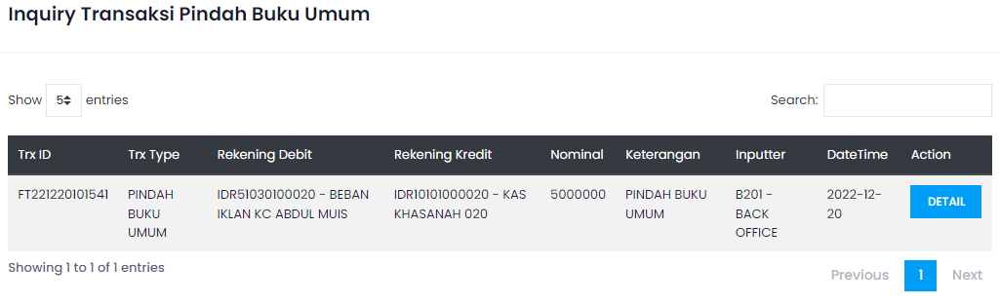 Inquiry Transaksi Pindah Buku Umum
Show 5 entries Search:
Trx ID Trx Type Rekening Debit Rekening Kredit Nominal Keterangan Inputter DateTime Action
FT221220101541 PINDAH IDR51030100020 - BEBAN IDR10101000020 - KAS 5000000 PINDAH BUKU B201 - 2022-12- DETAIL
BUKU IKLAN KC ABDUL MUIS KHASANAH 020 UMUM BACK 20
UMUM OFFICE
Showing 1 to 1 of 1 entries
Previous 1 Next